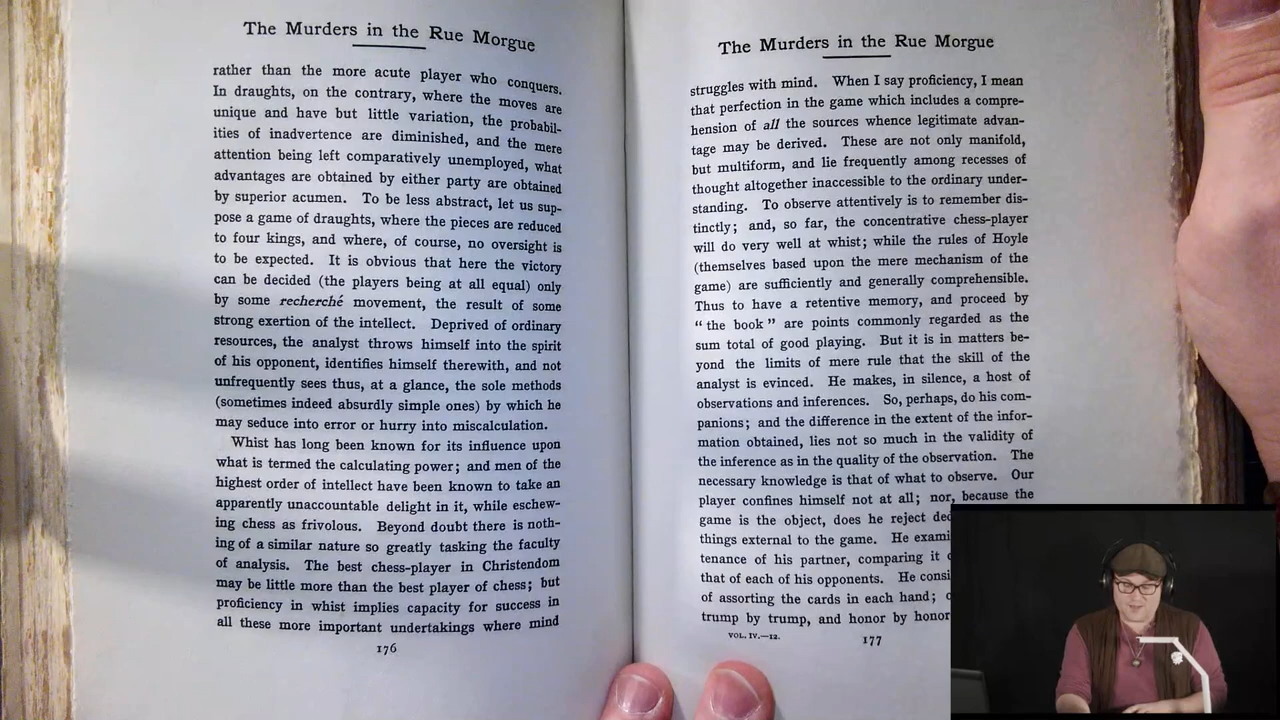 The Murders in the Rue Morgue
rather than the more acute player who conquers.
In draughts, on the contrary, where the moves are
unique and have but little variation, the probabil-
ities of inadvertence are diminished, and the mere
attention being left comparatively unemployed, what
advantages are obtained by either party are obtained
by superior acumen. To be less abstract, let us sup-
pose a game of draughts, where the pieces are reduced
to four kings, and where, of course, no oversight is
to be expected. It is obvious that here the victory
can be decided (the players being at all equal) only
by some recherché movement, the result of some
strong exertion of the intellect. Deprived of ordinary
resources, the analyst throws himself into the spirit
of his opponent, identifies himself therewith, and not
unfrequently sees thus, at a glance, the sole methods
(sometimes indeed absurdly simple ones) by which he
may seduce into error or hurry into miscalculation.
Whist has long been known for its influence upon
what is termed the calculating power; and men of the
highest order of intellect have been known to take an
apparently unaccountable delight in it, while eschew-
ing chess as frivolous. Beyond doubt there is noth-
ing of a similar nature so greatly tasking the faculty
of analysis. The best chess-player in Christendom
may be little more than the best player of chess; but
proficiency in whist implies capacity for success in
all these more important undertakings where mind
176
The Murders in the Rue Morgue
struggles with mind. When I say proficiency, I mean
that perfection in the game which includes a compre-
hension of all the sources whence legitimate advan-
tage may be derived. These are not only manifold,
but multiform, and lie frequently among recesses of
thought altogether inaccessible to the ordinary under-
standing. To observe attentively is to remember dis-
tinctly; and, so far, the concentrative chess-player
will do very well at whist; while the rules of Hoyle
(themselves based upon the mere mechanism of the
game) are sufficiently and generally comprehensible.
Thus to have a retentive memory, and proceed by
"the book" are points commonly regarded as the
sum total of good playing. But it is in matters be-
yond the limits of mere rule that the skill of the
analyst is evinced. He makes, in silence, a host of
observations and inferences. So, perhaps, do his com-
panions; and the difference in the extent of the infor-
mation obtained, lies not so much in the validity of
the inference as in the quality of the observation. The
necessary knowledge is that of what to observe. Our
player confines himself not at all; nor, because the
game is the object, does he reject
things external to the game. He
tenance of his partner, comparing it
that of each of his opponents. He
of assorting the cards in each hand;
trump by trump, and honor by honor
VOL. IV.—12.
177